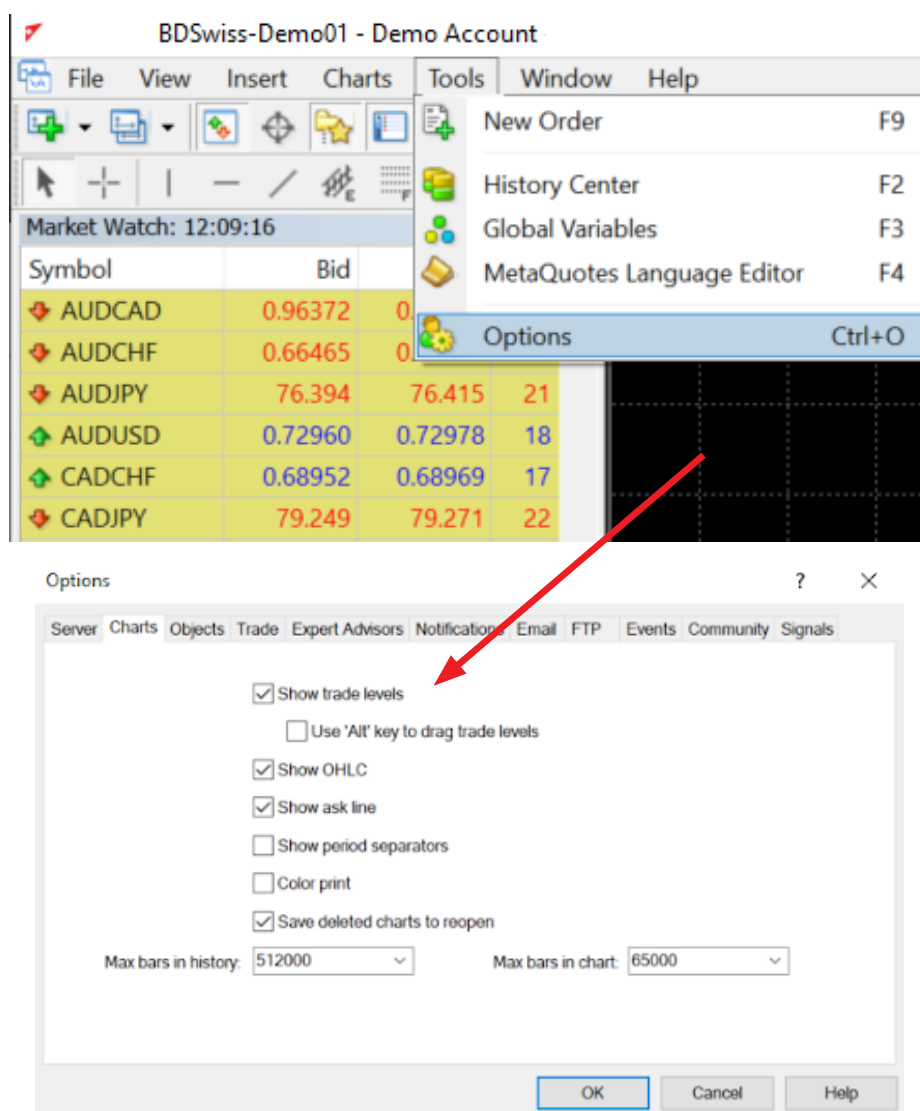 BDSwiss-Demo01 - Demo Account
File View Insert Charts Tools Window Help
New Order F9
E F
History Center F2
Market Watch: 12:09:16
Global Variables F3
Symbol Bid
MetaQuotes Language Editor F4
AUDCAD 0.96372 0.
Options Ctrl+O
AUDCHF 0.66465 0.
AUDJPY 76.394 76.415 21
AUDUSD 0.72960 0.72978 18
CADCHF 0.68952 0.68969 17
CADJPY 79.249 79.271 22
Options ?
Server Charts Objects Trade Expert Advisors Notifications Email FTP Events Community Signals
Show trade levels
Use 'Alt' key to drag trade levels
Show OHLC
Show ask line
Show period separators
Color print
Save deleted charts to reopen
Max bars in history: 512000 Max bars in chart: 65000
OK Cancel Help